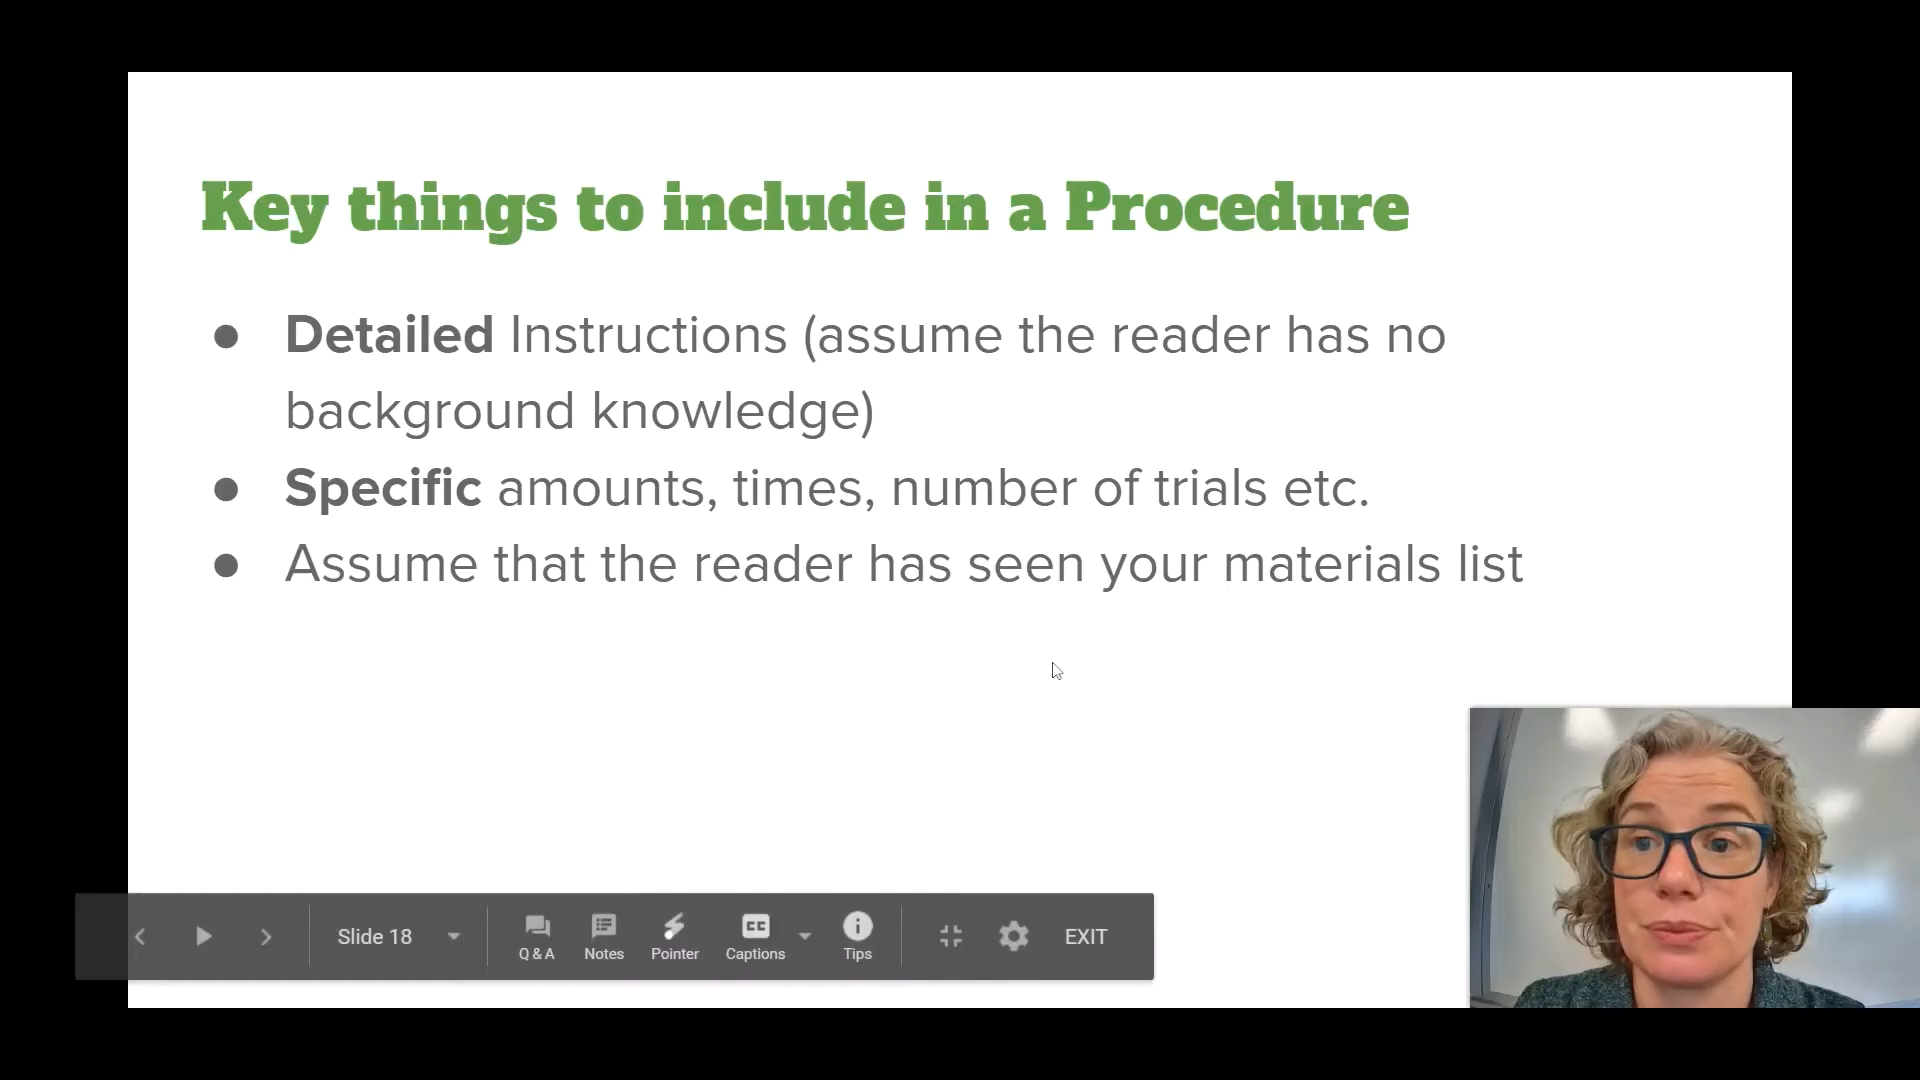 Key things to include in a Procedure
● Detailed Instructions (assume the reader has no
background knowledge)
● Specific amounts, times, number of trials etc.
● Assume that the reader has seen your materials list
Slide 18
Q & A
Notes
Pointer
CC
Captions
Tips
EXIT